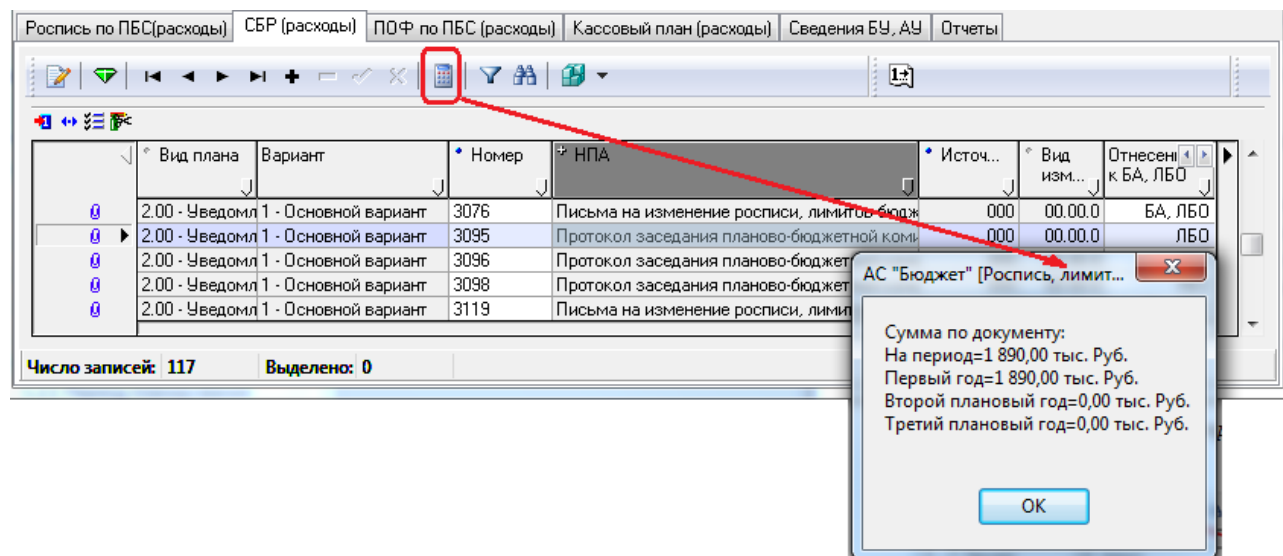 Роспись по ПБС(расходы) СБР (расходы) ПОФ по ПБС (расходы) Кассовый план (расходы) Сведения БУ, АУ Отчеты
Вид плана Вариант Номер НПА Источ... Вид изм... к БА, ЛБО
2.00 - Уведомл 1 - Основной вариант 3076 Письма на изменение росписи, лимитов бюдж 000 00.00.0 БА, ЛБО
2.00 - Уведомл 1 - Основной вариант 3095 Протокол заседания планово-бюджетной коми 000 00.00.0 ЛБО
2.00 - Уведомл 1 - Основной вариант 3096 Протокол заседания планово-бюджет
2.00 - Уведомл 1 - Основной вариант 3098 Протокол заседания планово-бюджет
2.00 - Уведомл 1 - Основной вариант 3119 Письма на изменение росписи, лимит
Число записей: 117 Выделено: 0
АС "Бюджет" [Роспись, лимит...
Сумма по документу:
На период=1 890,00 тыс. Руб.
Первый год=1 890,00 тыс. Руб.
Второй плановый год=0,00 тыс. Руб.
Третий плановый год=0,00 тыс. Руб.
OK